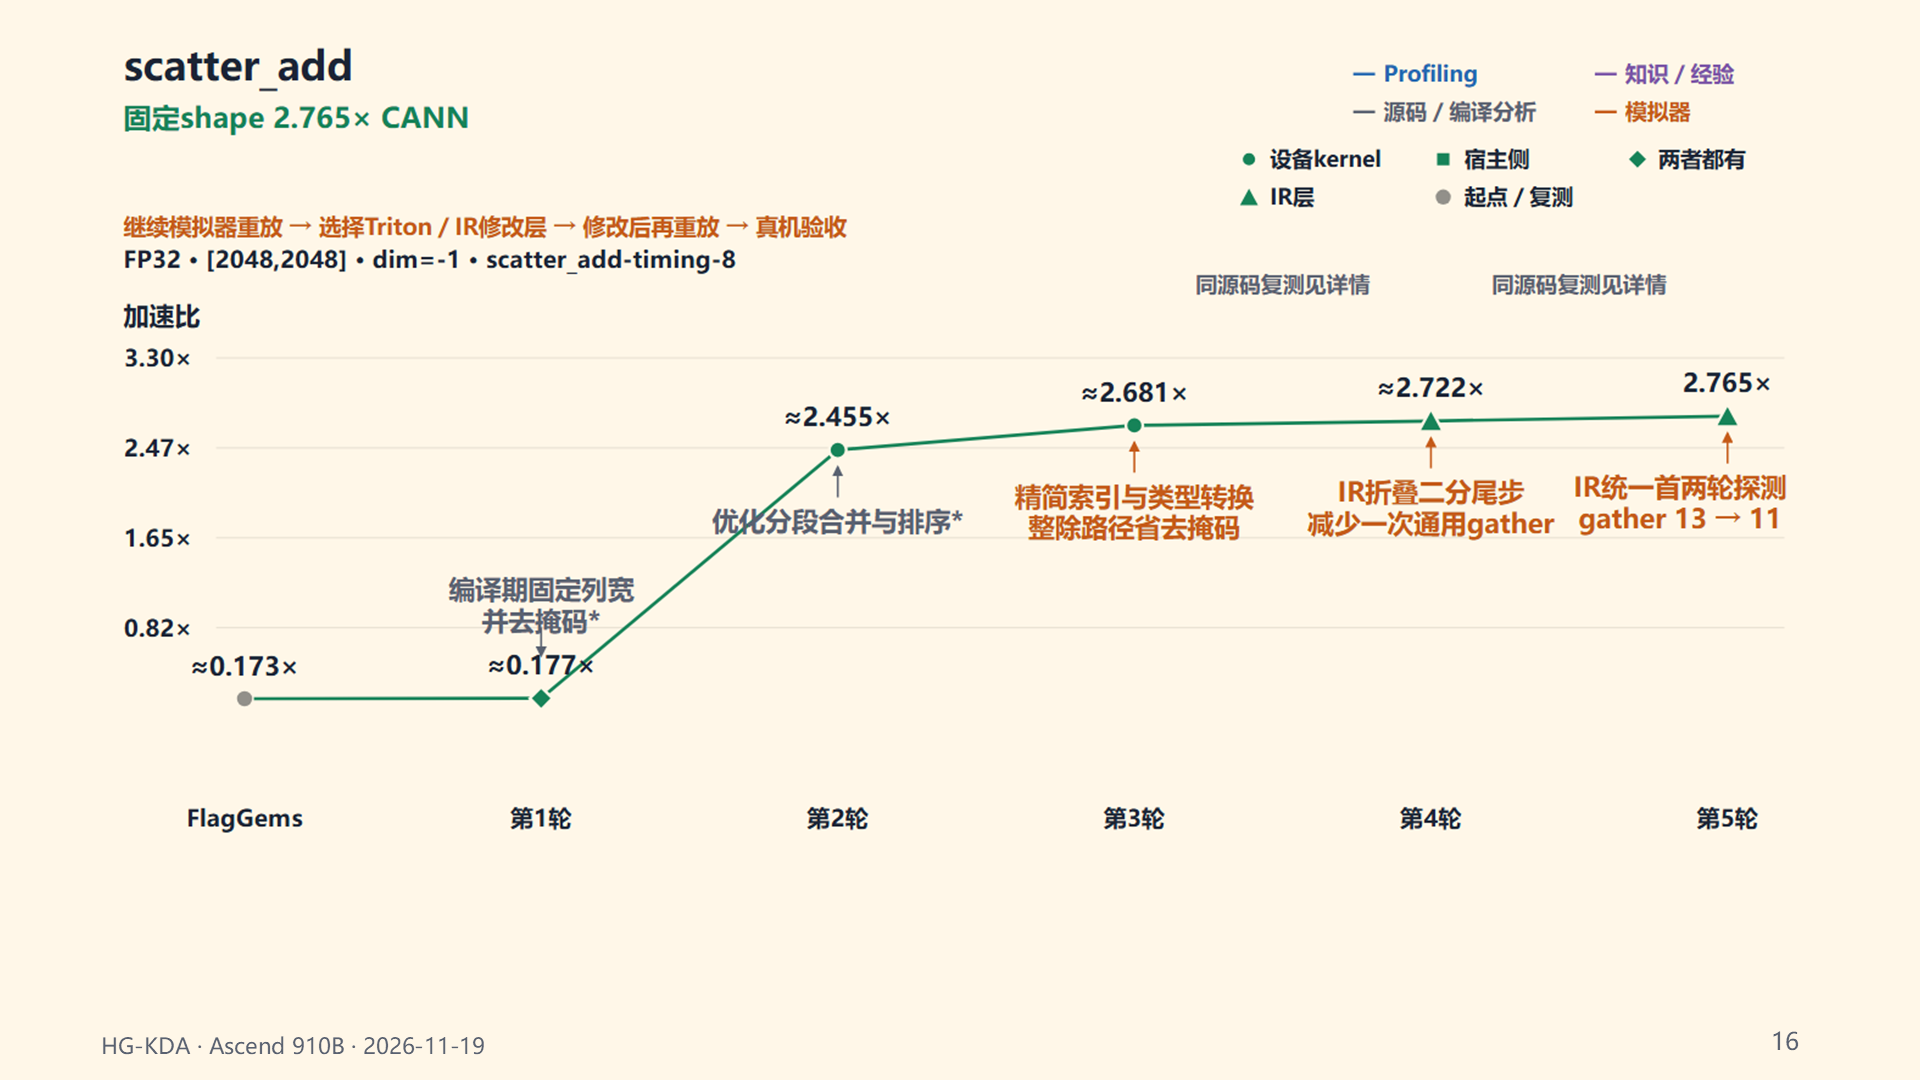 scatter_add
固定shape 2.765× CANN
— Profiling
— 知识 / 经验
— 源码 / 编译分析
— 模拟器
设备kernel
宿主侧
两者都有
IR层
起点 / 复测
继续模拟器重放 → 选择Triton / IR修改层 → 修改后再重放 → 真机验收
FP32 • [2048,2048] • dim=-1 • scatter_add-timing-8
同源码复测见详情
同源码复测见详情
加速比
3.30×
2.47×
1.65×
0.82×
≈0.173×
≈0.177×
≈2.455×
≈2.681×
≈2.722×
2.765×
编译期固定列宽
并去掩码*
优化分段合并与排序*
精简索引与类型转换
整除路径省去掩码
IR折叠二分尾步
减少一次通用gather
IR统一首两轮探测
gather 13 → 11
FlagGems
第1轮
第2轮
第3轮
第4轮
第5轮
HG-KDA · Ascend 910B · 2026-11-19
16